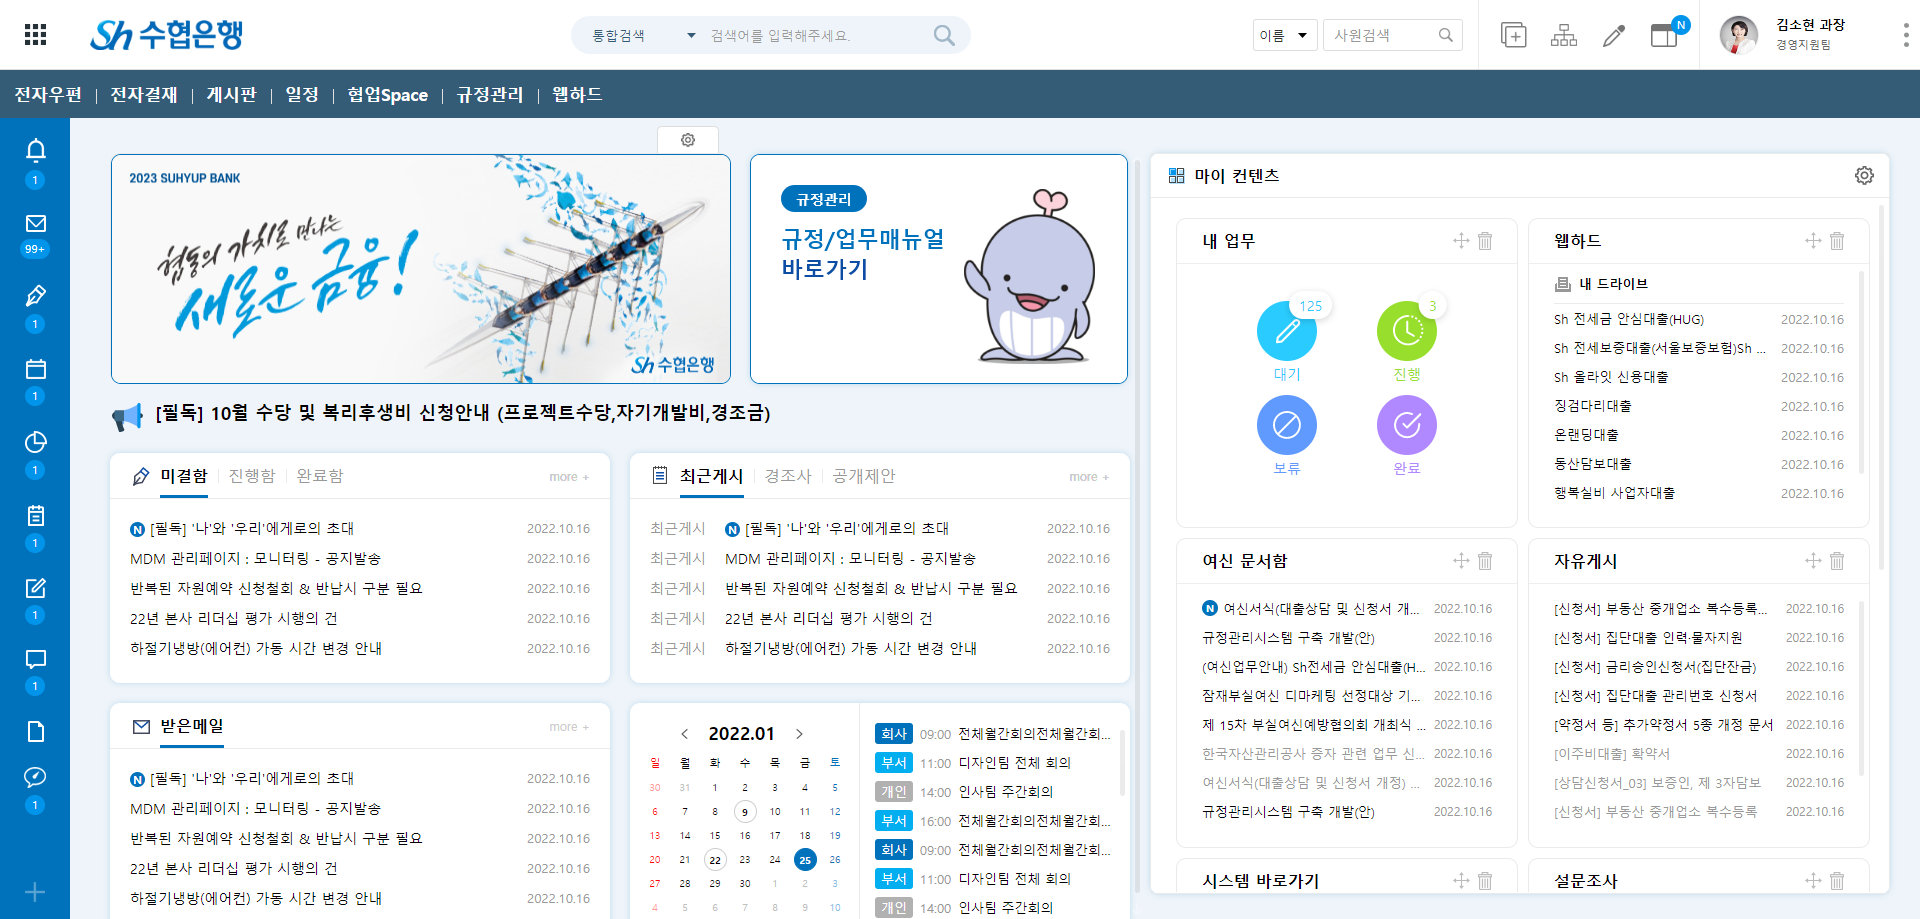 Sh 수협은행
통합검색
검색어를 입력해주세요.
이름
사원검색
N
김소현 과장
경영지원팀
전자우편 | 전자결재 | 게시판 | 일정 | 협업Space | 규정관리 | 웹하드
1
99+
1
1
1
1
1
1
1
2023 SUHYUP BANK
협동의 가치로 만나는
새로운 금융!
Sh 수협은행
규정관리
규정/업무매뉴얼
바로가기
[필독] 10월 수당 및 복리후생비 신청안내 (프로젝트수당,자기개발비,경조금)
미결함 진행함 완료함 more +
N [필독] '나'와 '우리'에게로의 초대 2022.10.16
MDM 관리페이지 : 모니터링 - 공지발송 2022.10.16
반복된 자원예약 신청철회 & 반납시 구분 필요 2022.10.16
22년 본사 리더십 평가 시행의 건 2022.10.16
하절기냉방(에어컨) 가동 시간 변경 안내 2022.10.16
최근게시 경조사 공개제안 more +
최근게시 N [필독] '나'와 '우리'에게로의 초대 2022.10.16
최근게시 MDM 관리페이지 : 모니터링 - 공지발송 2022.10.16
최근게시 반복된 자원예약 신청철회 & 반납시 구분 필요 2022.10.16
최근게시 22년 본사 리더십 평가 시행의 건 2022.10.16
최근게시 하절기냉방(에어컨) 가동 시간 변경 안내 2022.10.16
받은메일 more +
N [필독] '나'와 '우리'에게로의 초대 2022.10.16
MDM 관리페이지 : 모니터링 - 공지발송 2022.10.16
반복된 자원예약 신청철회 & 반납시 구분 필요 2022.10.16
22년 본사 리더십 평가 시행의 건 2022.10.16
하절기냉방(에어컨) 가동 시간 변경 안내 2022.10.16
< 2022.01 >
일 월 화 수 목 금 토
30 31 1 2 3 4 5
6 7 8 9 10 11 12
13 14 15 16 17 18 19
20 21 22 23 24 25 26
27 28 29 30 1 2 3
4 5 6 7 8 9 10
회사 09:00 전체월간회의전체월간회...
부서 11:00 디자인팀 전체 회의
개인 14:00 인사팀 주간회의
부서 16:00 전체월간회의전체월간회...
회사 09:00 전체월간회의전체월간회...
부서 11:00 디자인팀 전체 회의
개인 14:00 인사팀 주간회의
마이 컨텐츠
내 업무
125
대기
3
진행
보류
완료
웹하드
내 드라이브
Sh 전세금 안심대출(HUG) 2022.10.16
Sh 전세보증대출(서울보증보험)Sh ... 2022.10.16
Sh 올라잇 신용대출 2022.10.16
징검다리대출 2022.10.16
온랜딩대출 2022.10.16
동산담보대출 2022.10.16
행복실비 사업자대출 2022.10.16
여신 문서함
N 여신서식(대출상담 및 신청서 개... 2022.10.16
규정관리시스템 구축 개발(안) 2022.10.16
(여신업무안내) Sh전세금 안심대출(H... 2022.10.16
잠재부실여신 디마케팅 선정대상 기... 2022.10.16
제 15차 부실여신예방협의회 개최식 ... 2022.10.16
한국자산관리공사 증자 관련 업무 신... 2022.10.16
여신서식(대출상담 및 신청서 개정) ... 2022.10.16
규정관리시스템 구축 개발(안) 2022.10.16
자유게시
[신청서] 부동산 중개업소 복수등록... 2022.10.16
[신청서] 집단대출 인력·물자지원 2022.10.16
[신청서] 금리승인신청서(집단잔금) 2022.10.16
[신청서] 집단대출 관리번호 신청서 2022.10.16
[약정서 등] 추가약정서 5종 개정 문서 2022.10.16
[이주비대출] 확약서 2022.10.16
[상담신청서_03] 보증인, 제 3자담보 2022.10.16
[신청서] 부동산 중개업소 복수등록 2022.10.16
시스템 바로가기
설문조사